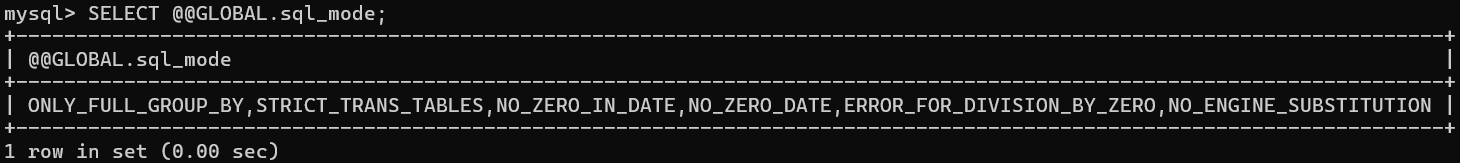 mysql> SELECT @@GLOBAL.sql_mode;
+-----------------------------------------------------------------------------------------------------------------------+
| @@GLOBAL.sql_mode                                                                                                     |
+-----------------------------------------------------------------------------------------------------------------------+
| ONLY_FULL_GROUP_BY,STRICT_TRANS_TABLES,NO_ZERO_IN_DATE,NO_ZERO_DATE,ERROR_FOR_DIVISION_BY_ZERO,NO_ENGINE_SUBSTITUTION |
+-----------------------------------------------------------------------------------------------------------------------+
1 row in set (0.00 sec)